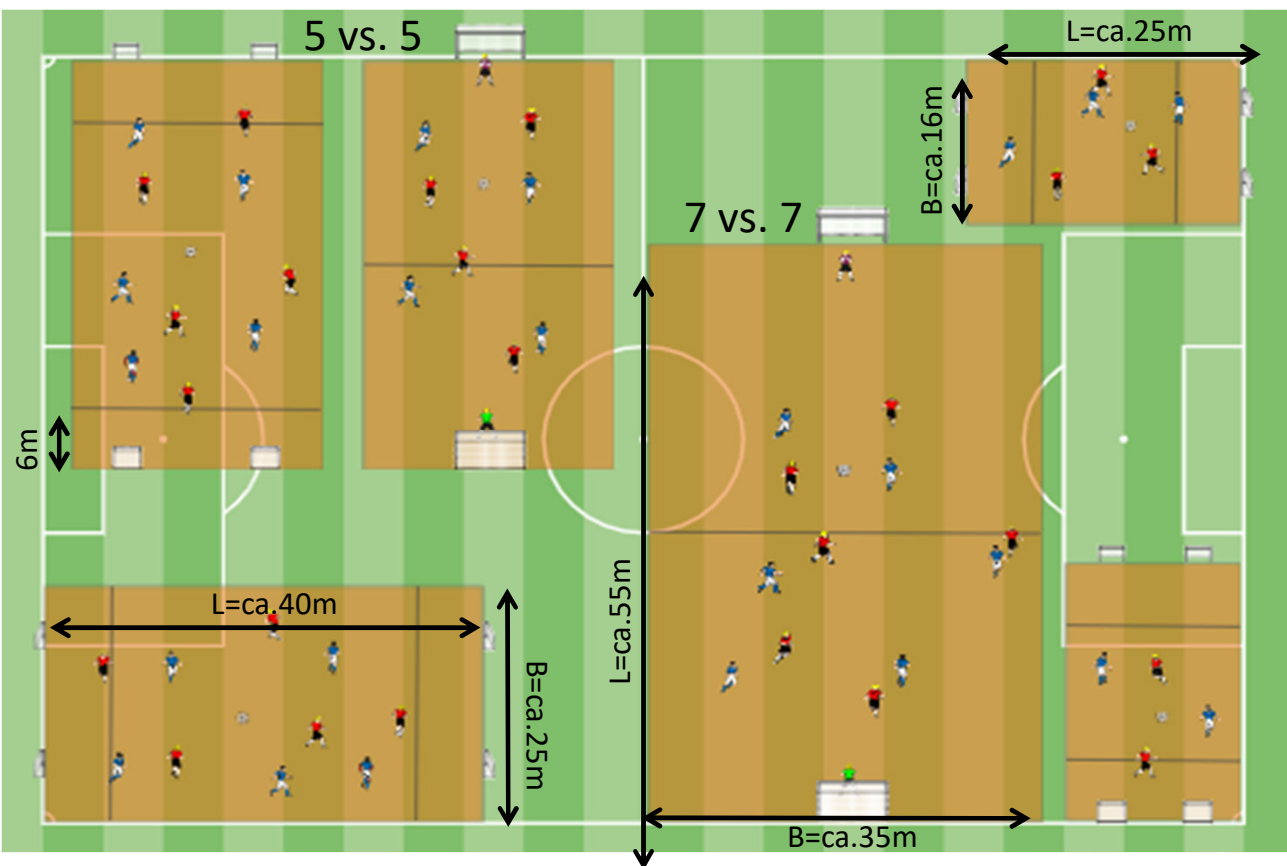 5 vs. 5
L=ca.25m
B=ca.16m
7 vs. 7
6m
L=ca.40m
B=ca.25m
L=ca.55m
B=ca.35m